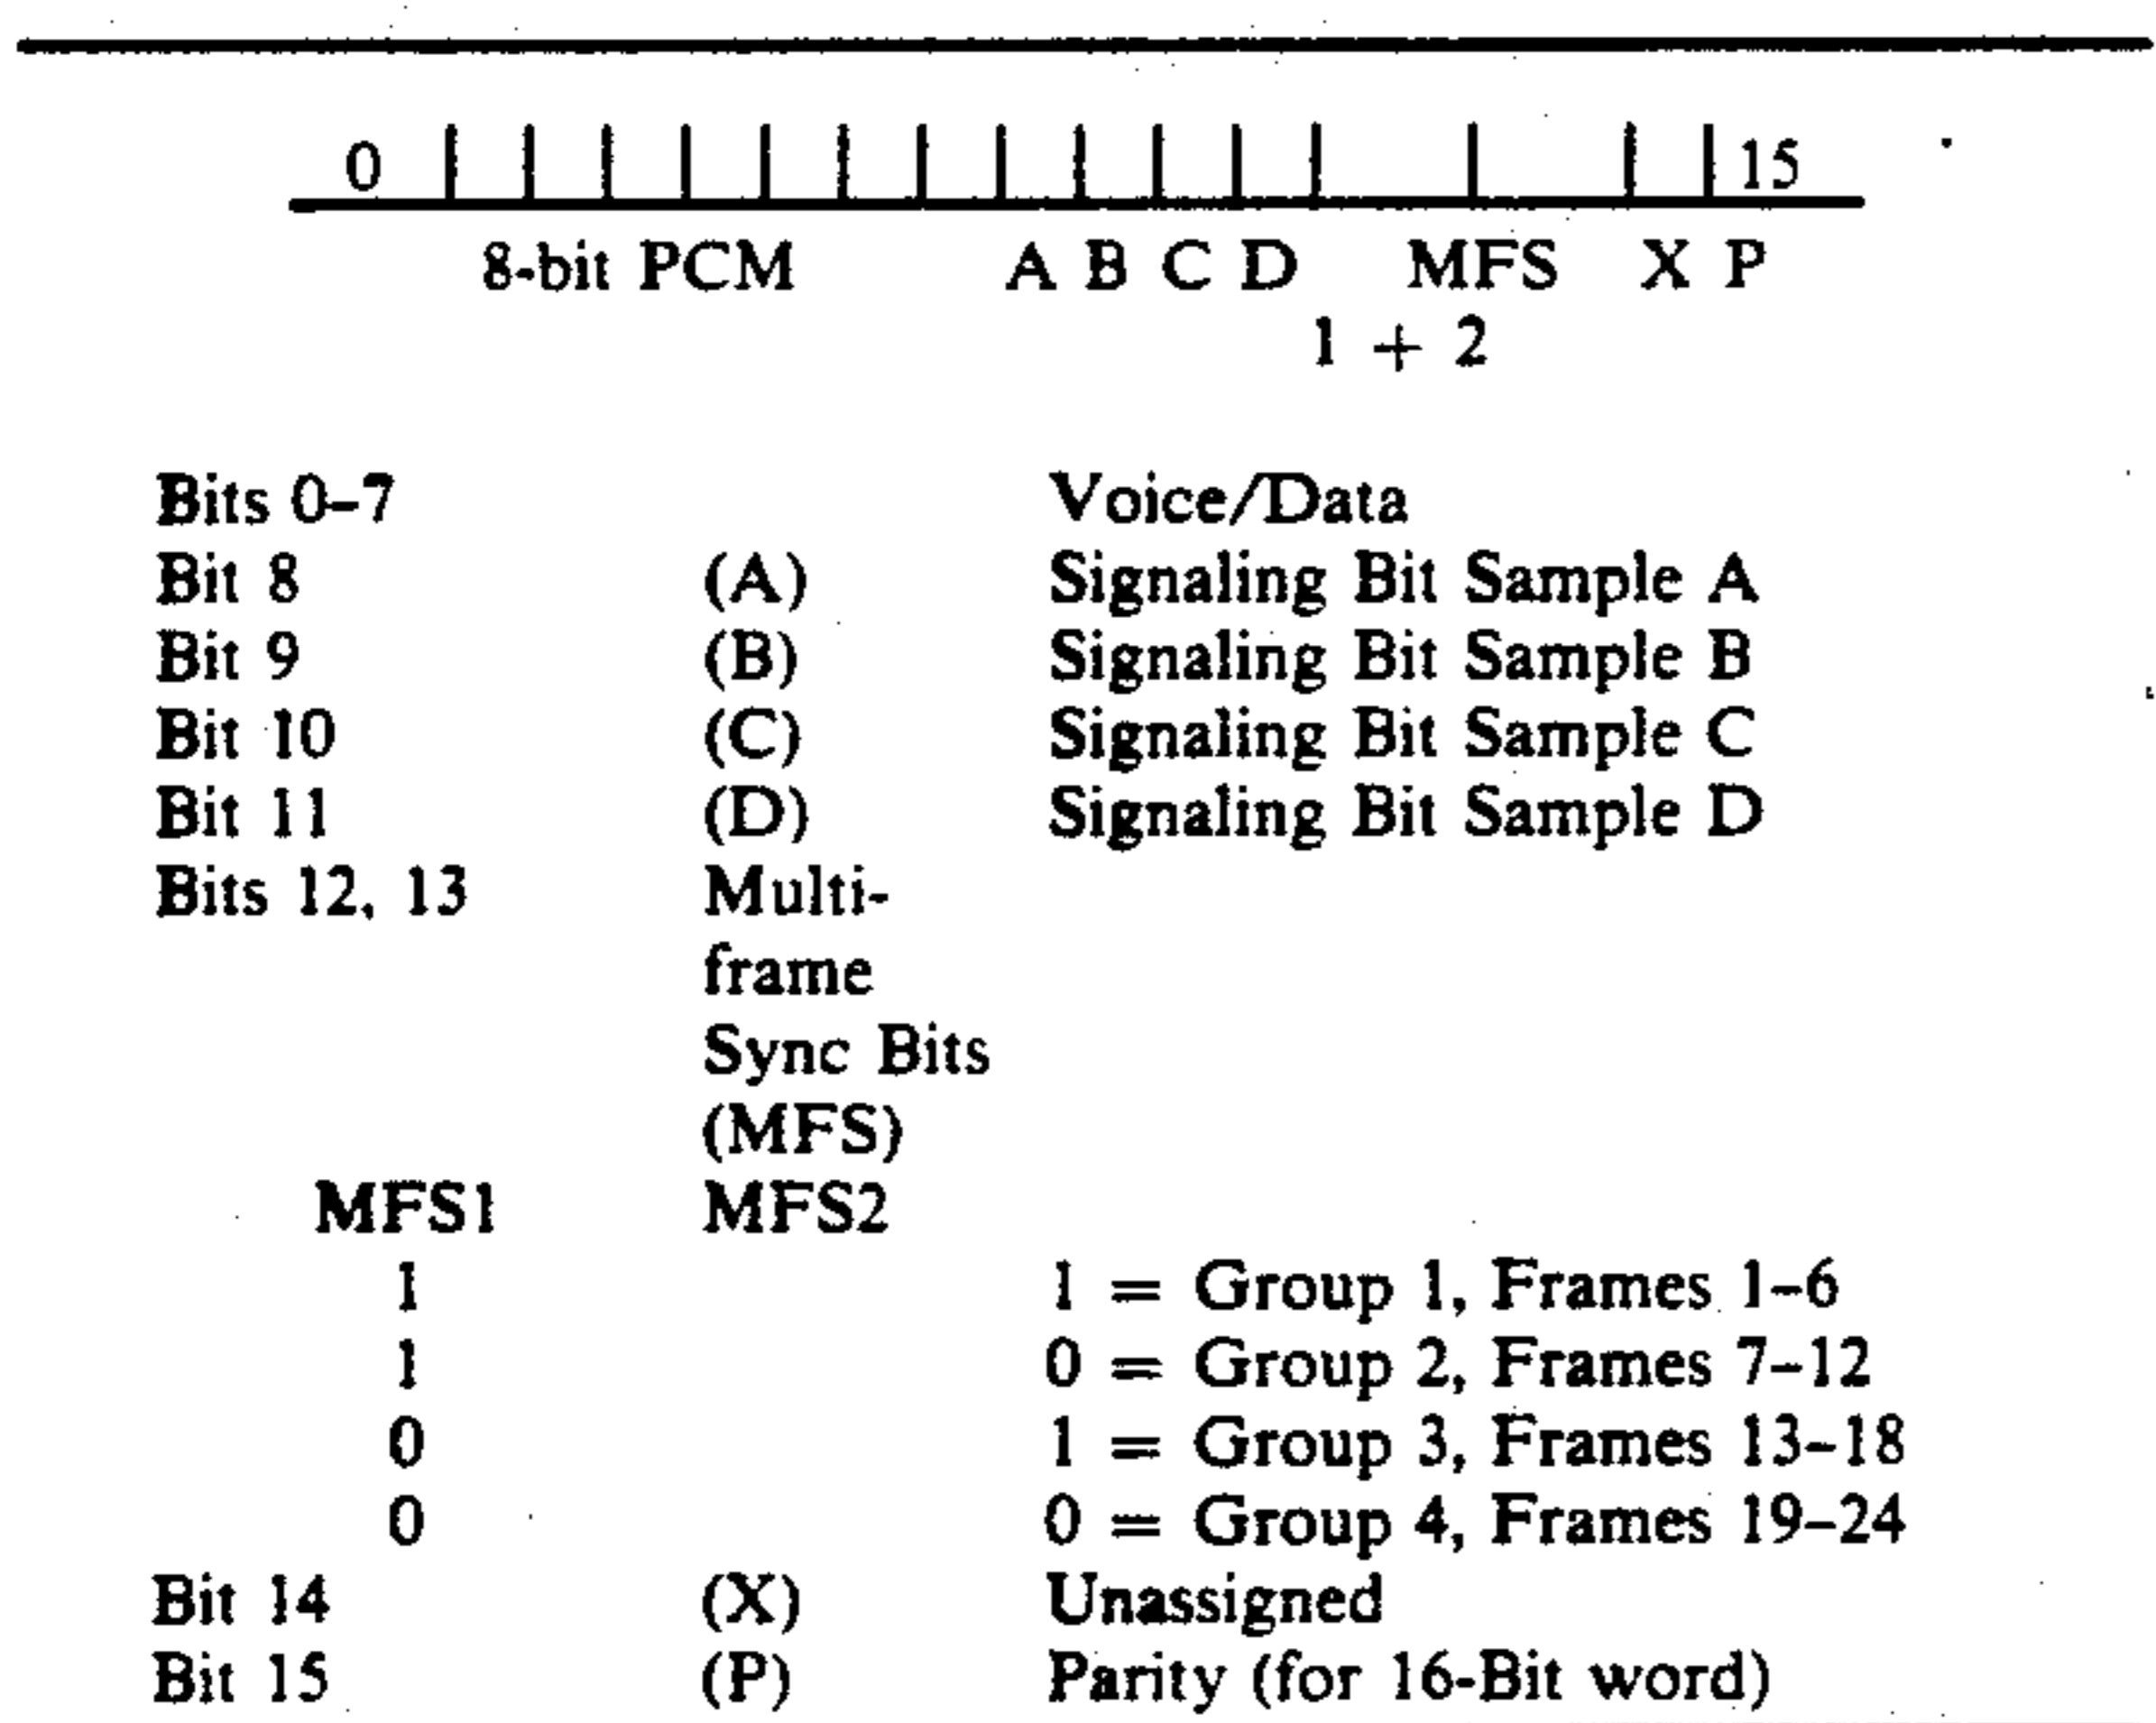 0 15
8-bit PCM A B C D MFS X P
1 + 2
Bits 0–7 Voice/Data
Bit 8 (A) Signaling Bit Sample A
Bit 9 (B) Signaling Bit Sample B
Bit 10 (C) Signaling Bit Sample C
Bit 11 (D) Signaling Bit Sample D
Bits 12, 13 Multi-
frame
Sync Bits
(MFS)
MFS1 MFS2
1 1 = Group 1, Frames 1–6
1 0 = Group 2, Frames 7–12
0 1 = Group 3, Frames 13–18
0 0 = Group 4, Frames 19–24
Bit 14 (X) Unassigned
Bit 15 (P) Parity (for 16-Bit word)